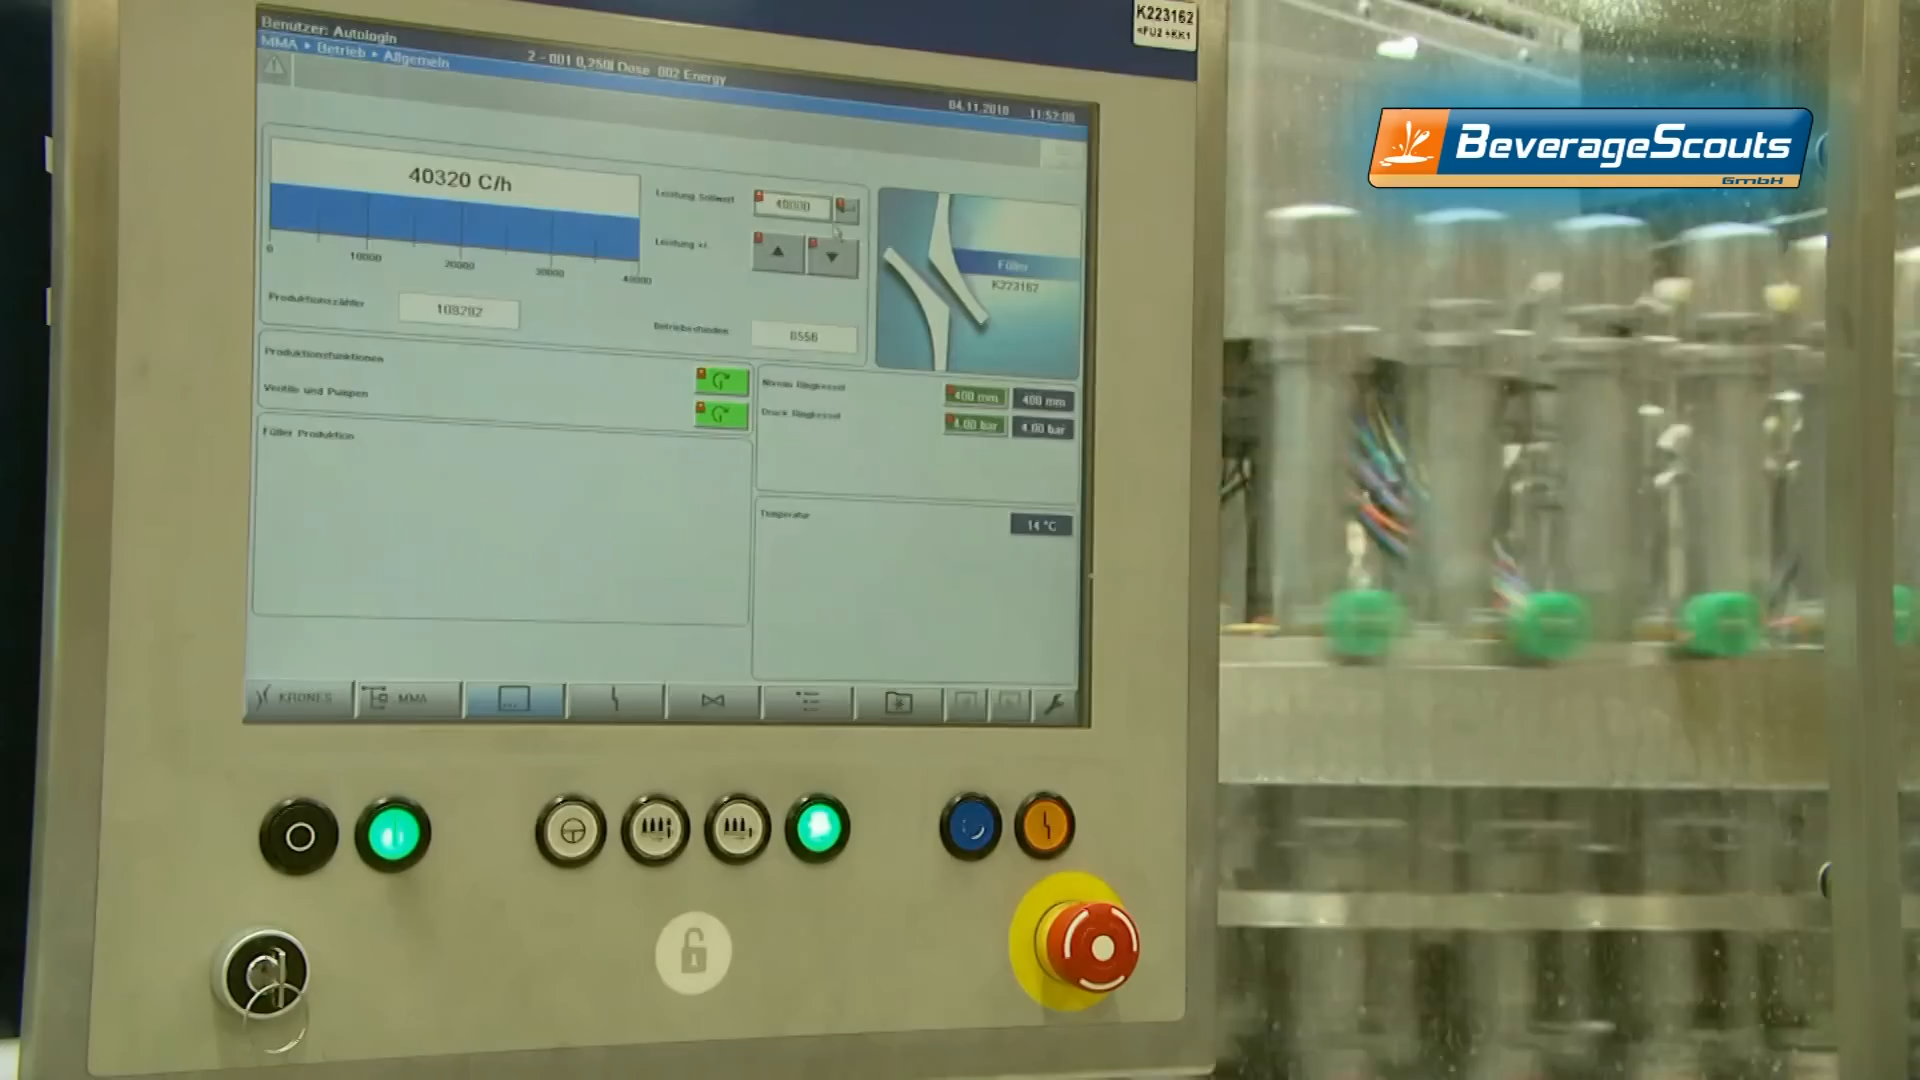 K223162
<FU2 +KK1
BeverageScouts
GmbH
Benutzer: Autologin
MMA ▸ Betrieb ▸ Allgemein
2 - 001 0,250l Dose 002 Energy
04.11.2010 11:52:08
40320 C/h
0 10000 20000 30000 40000
Leistung Sollwert
40000
Leistung +/-
Produktionszähler
108282
Betriebsstunden
Füller
K223162
Produktionsfunktionen
Ventile und Pumpen
Niveau Ringkessel
400 mm 400 mm
Druck Ringkessel
4.00 bar 4.00 bar
Füller Produktion
Temperatur
14 °C
KRONES
MMA